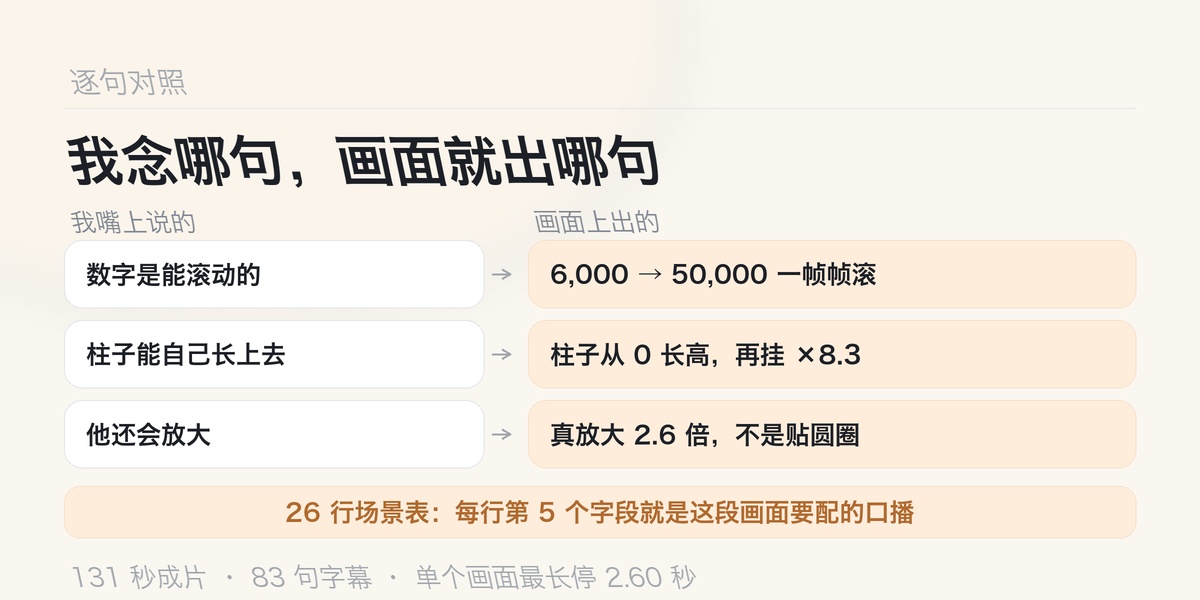 逐句对照
我念哪句，画面就出哪句
我嘴上说的
画面上出的
数字是能滚动的 → 6,000 → 50,000 一帧帧滚
柱子能自己长上去 → 柱子从 0 长高，再挂 ×8.3
他还会放大 → 真放大 2.6 倍，不是贴圆圈
26 行场景表：每行第 5 个字段就是这段画面要配的口播
131 秒成片 · 83 句字幕 · 单个画面最长停 2.60 秒